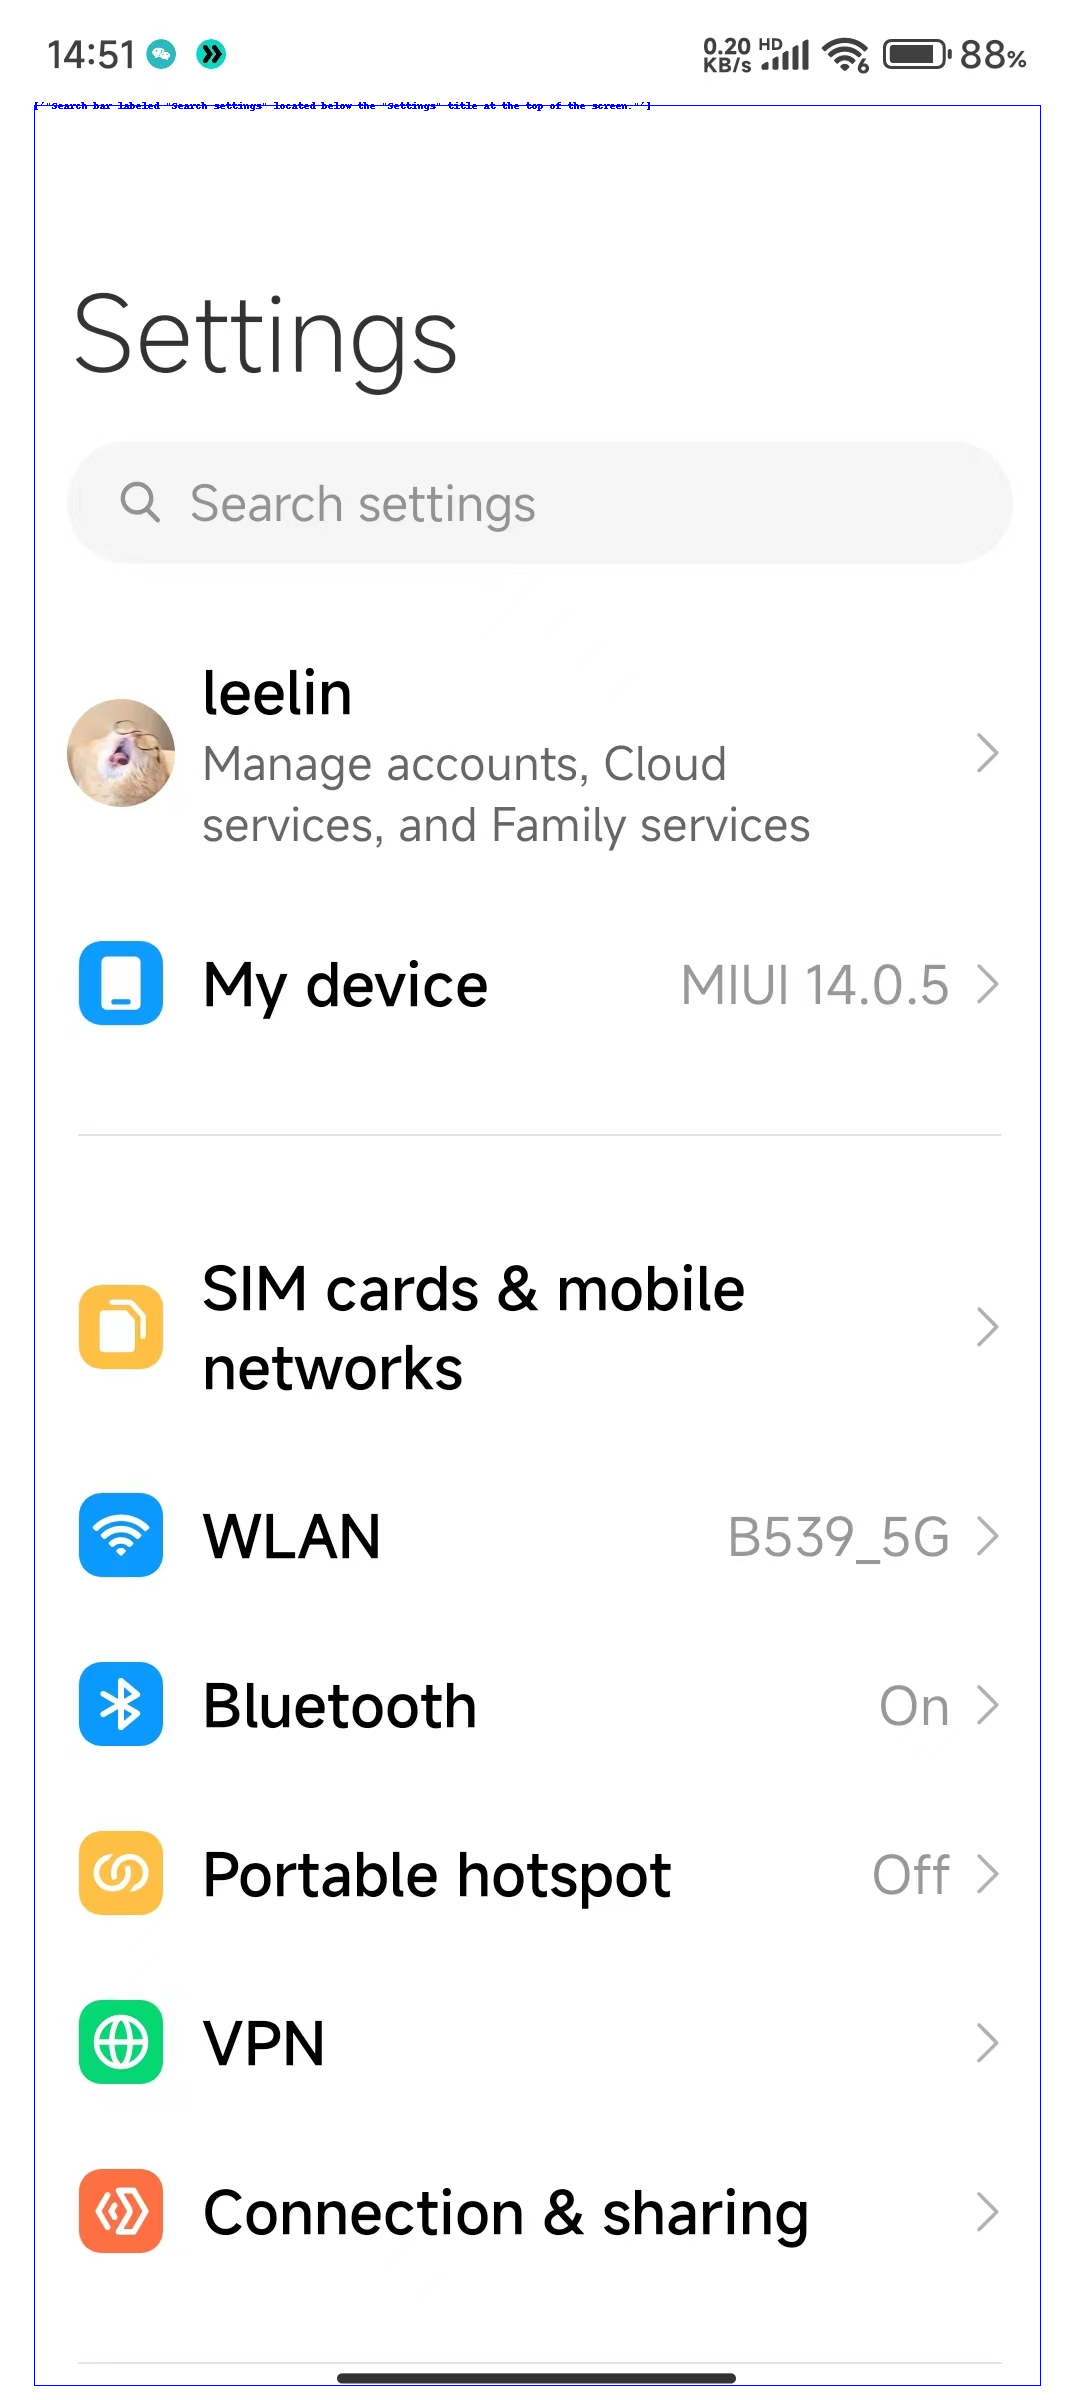 14:51
0.20 KB/s HD 6 88%
['"Search bar labeled "Search settings" located below the "Settings" title at the top of the screen."']
Settings
Search settings
leelin
Manage accounts, Cloud
services, and Family services
My device MIUI 14.0.5
SIM cards & mobile
networks
WLAN B539_5G
Bluetooth On
Portable hotspot Off
VPN
Connection & sharing